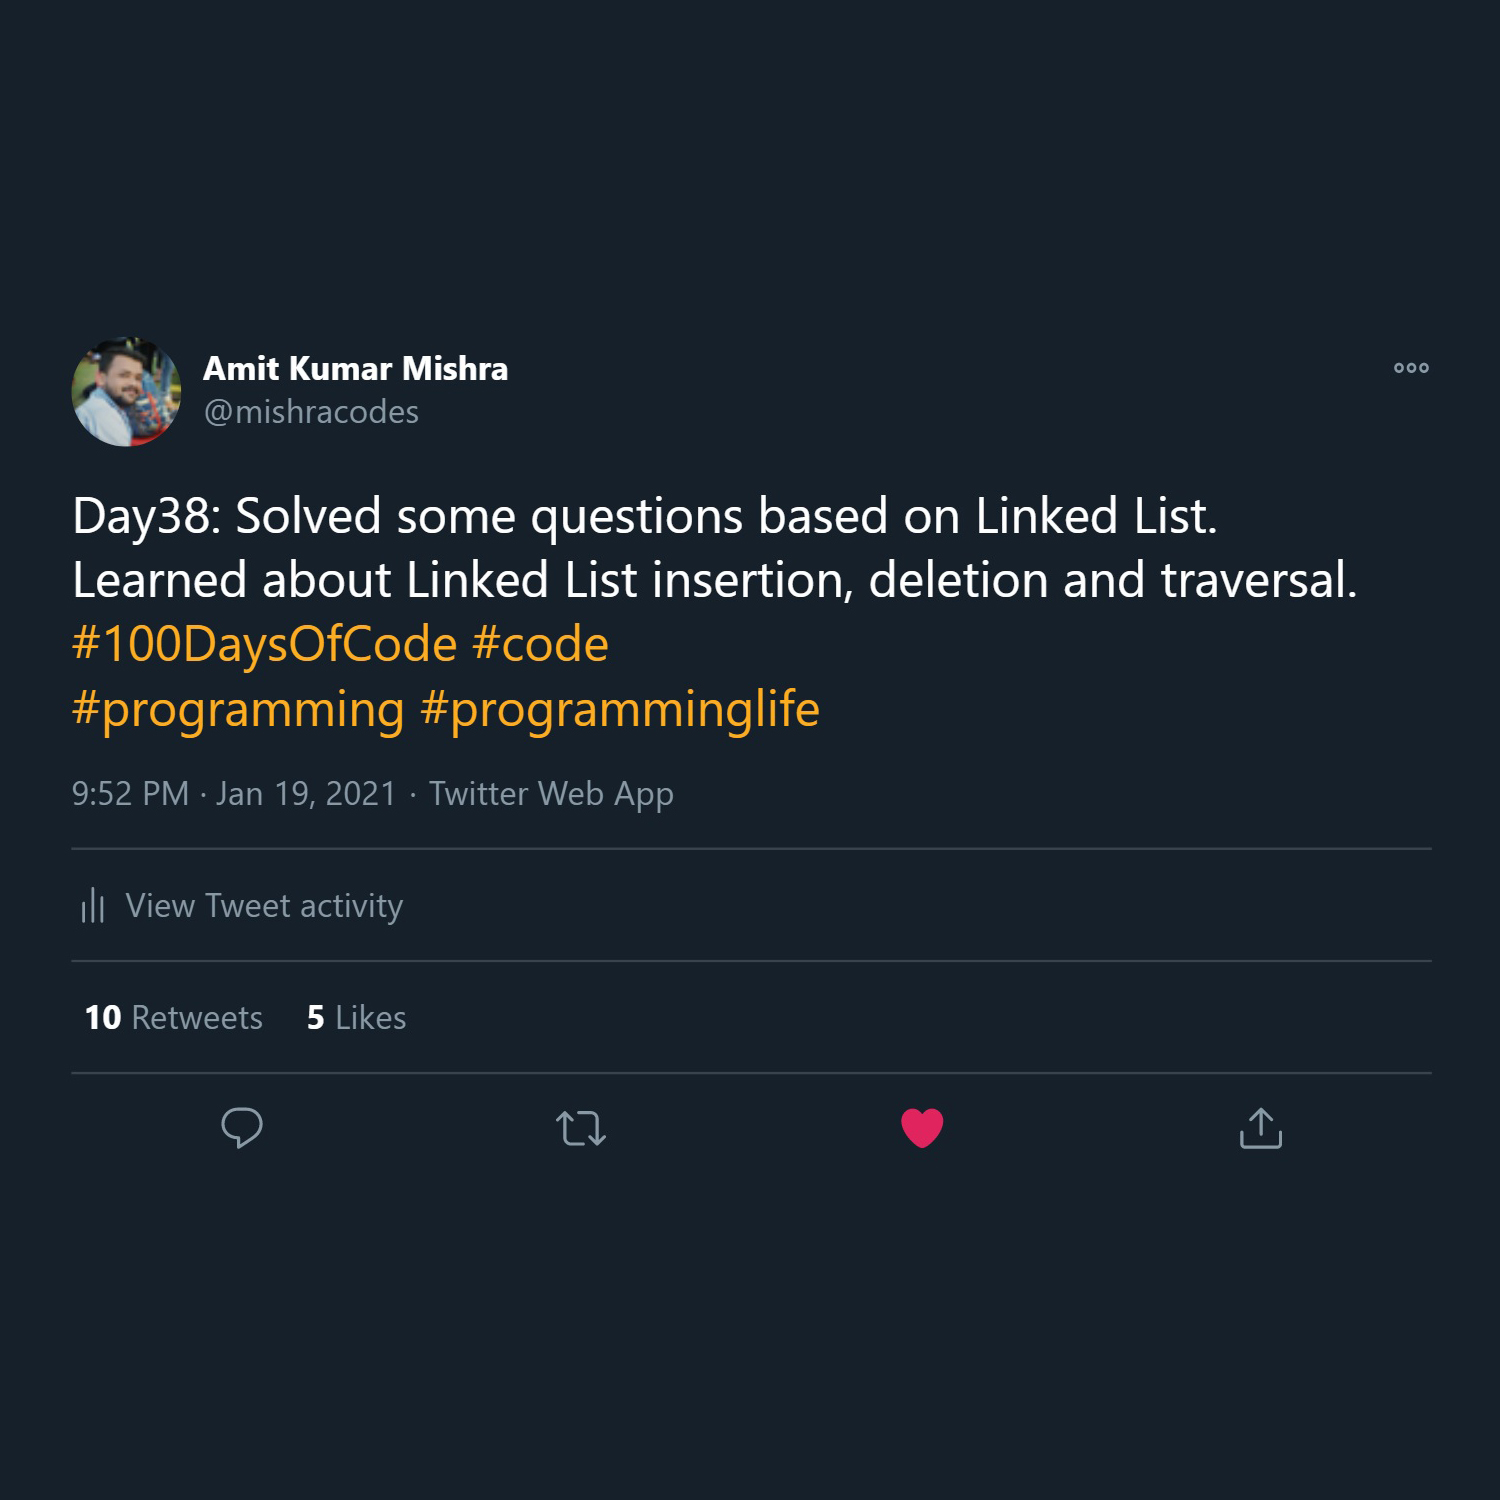 Amit Kumar Mishra
@mishracodes
Day38: Solved some questions based on Linked List.
Learned about Linked List insertion, deletion and traversal.
#100DaysOfCode #code
#programming #programminglife
9:52 PM · Jan 19, 2021 · Twitter Web App
View Tweet activity
10 Retweets 5 Likes